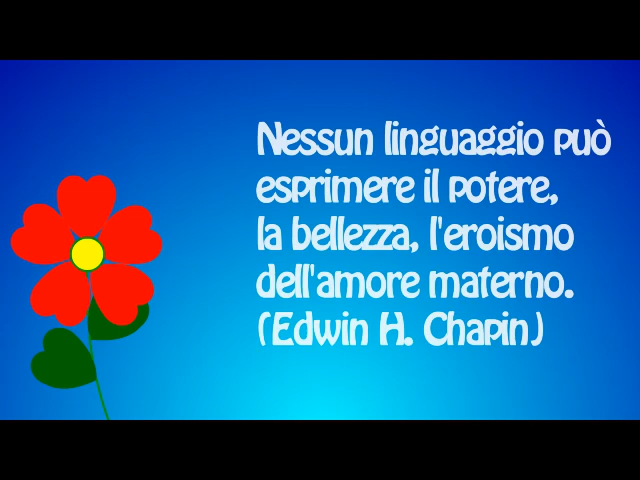 Nessun linguaggio può
esprimere il potere,
la bellezza, l'eroismo
dell'amore materno.
(Edwin H. Chapin)